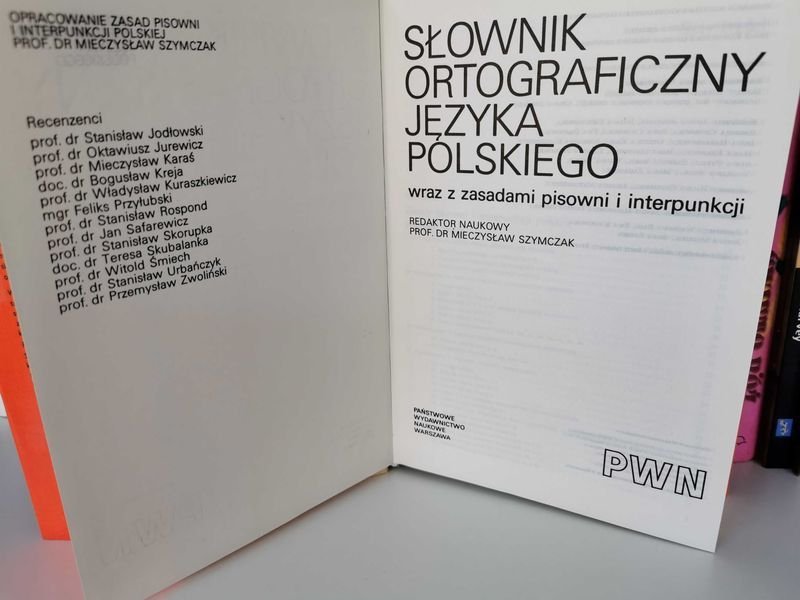 OPRACOWANIE ZASAD PISOWNI
I INTERPUNKCJI POLSKIEJ
PROF. DR MIECZYSŁAW SZYMCZAK
Recenzenci
prof. dr Stanisław Jodłowski
prof. dr Oktawiusz Jurewicz
prof. dr Mieczysław Karaś
doc. dr Bogusław Kreja
prof. dr Władysław Kuraszkiewicz
mgr Feliks Przyłubski
prof. dr Stanisław Rospond
prof. dr Jan Safarewicz
prof. dr Stanisław Skorupka
doc. dr Teresa Skubalanka
prof. dr Witold Śmiech
prof. dr Stanisław Urbańczyk
prof. dr Przemysław Zwoliński
SŁOWNIK
ORTOGRAFICZNY
JĘZYKA
POLSKIEGO
wraz z zasadami pisowni i interpunkcji
REDAKTOR NAUKOWY
PROF. DR MIECZYSŁAW SZYMCZAK
PAŃSTWOWE
WYDAWNICTWO
NAUKOWE
WARSZAWA
PWN